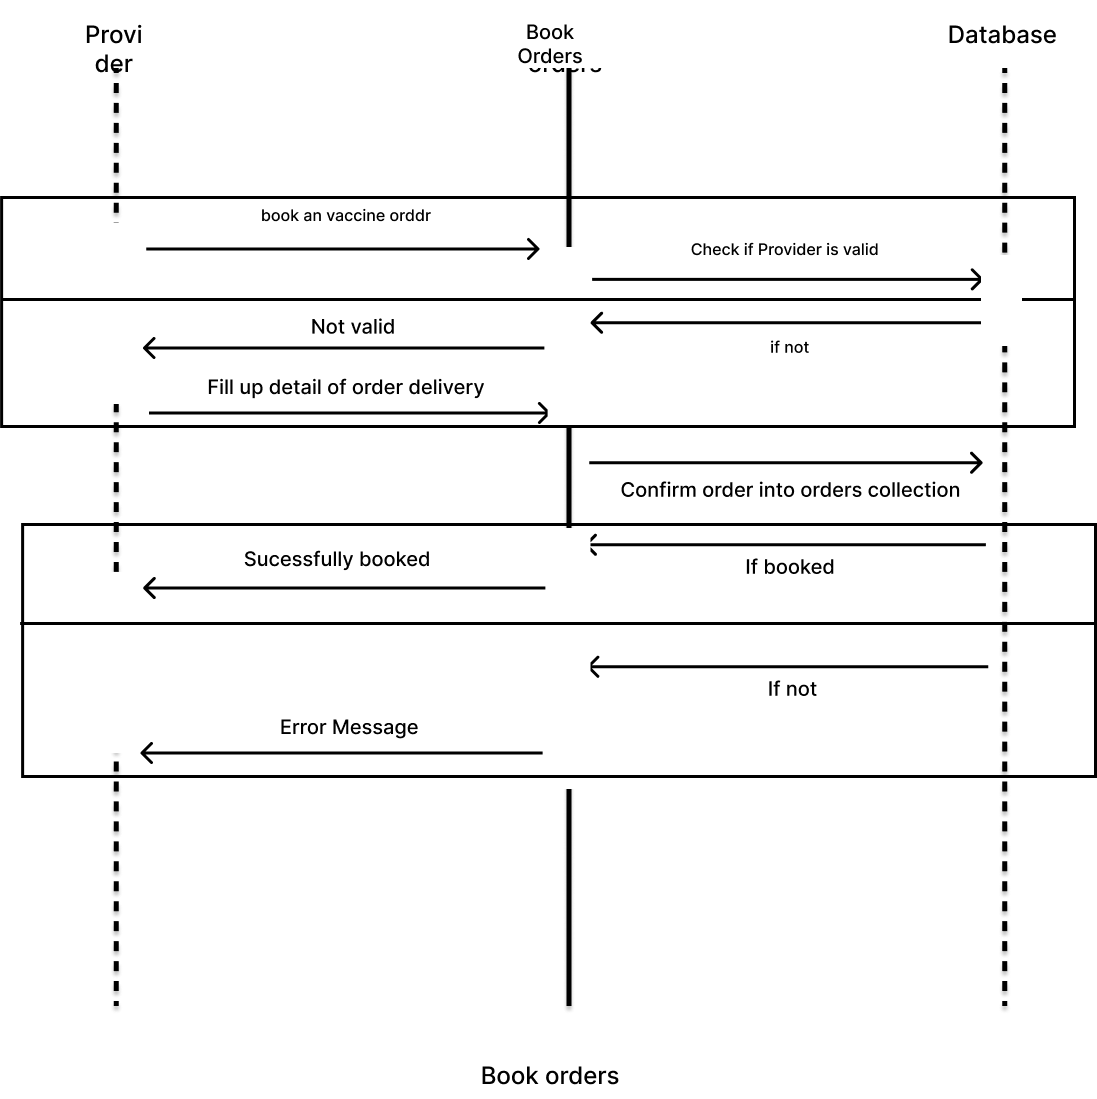 Provi
der
Book
Orders
orders
Database
book an vaccine orddr
Check if Provider is valid
Not valid
if not
Fill up detail of order delivery
Confirm order into orders collection
Sucessfully booked
If booked
If not
Error Message
Book orders